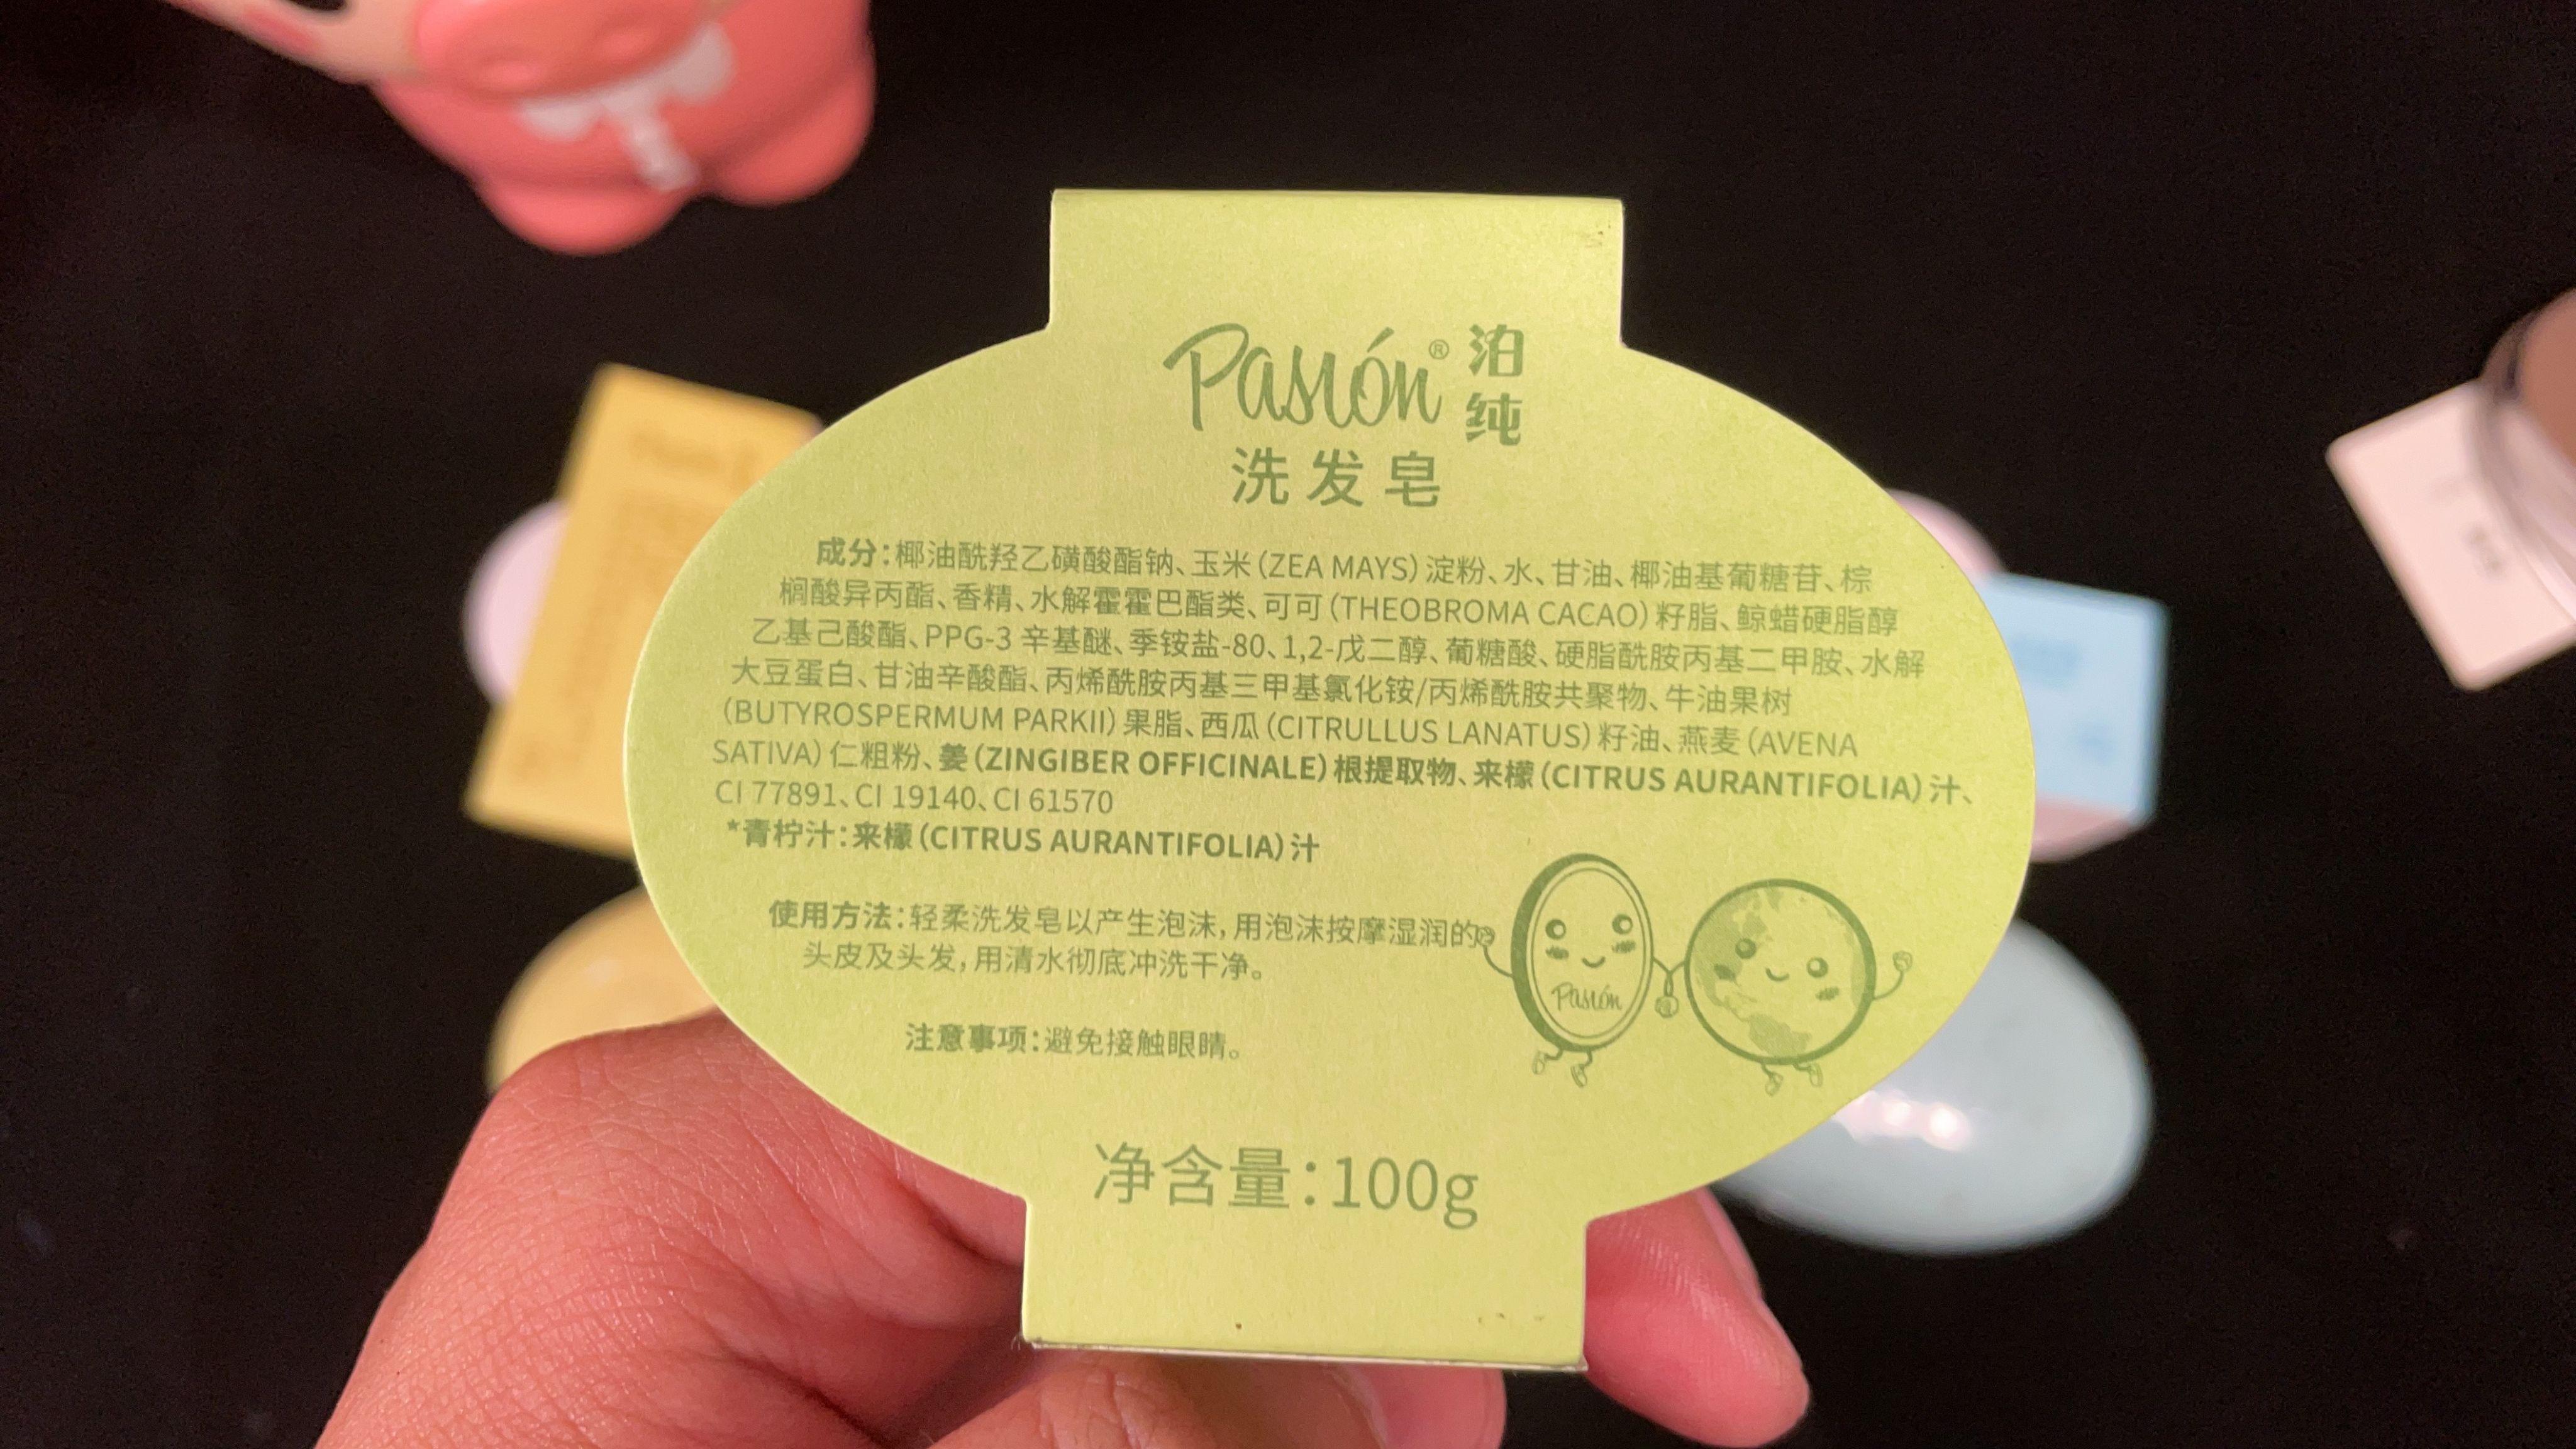 Pasión® 泊纯
洗发皂
成分：椰油酰羟乙磺酸酯钠、玉米（ZEA MAYS）淀粉、水、甘油、椰油基葡糖苷、棕
榈酸异丙酯、香精、水解霍霍巴酯类、可可（THEOBROMA CACAO）籽脂、鲸蜡硬脂醇
乙基己酸酯、PPG-3 辛基醚、季铵盐-80、1,2-戊二醇、葡糖酸、硬脂酰胺丙基二甲胺、水解
大豆蛋白、甘油辛酸酯、丙烯酰胺丙基三甲基氯化铵/丙烯酰胺共聚物、牛油果树
（BUTYROSPERMUM PARKII）果脂、西瓜（CITRULLUS LANATUS）籽油、燕麦（AVENA
SATIVA）仁粗粉、姜（ZINGIBER OFFICINALE）根提取物、来檬（CITRUS AURANTIFOLIA）汁、
CI 77891、CI 19140、CI 61570
*青柠汁：来檬（CITRUS AURANTIFOLIA）汁
使用方法：轻柔洗发皂以产生泡沫，用泡沫按摩湿润的
头皮及头发，用清水彻底冲洗干净。
注意事项：避免接触眼睛。
Pasión
净含量：100g